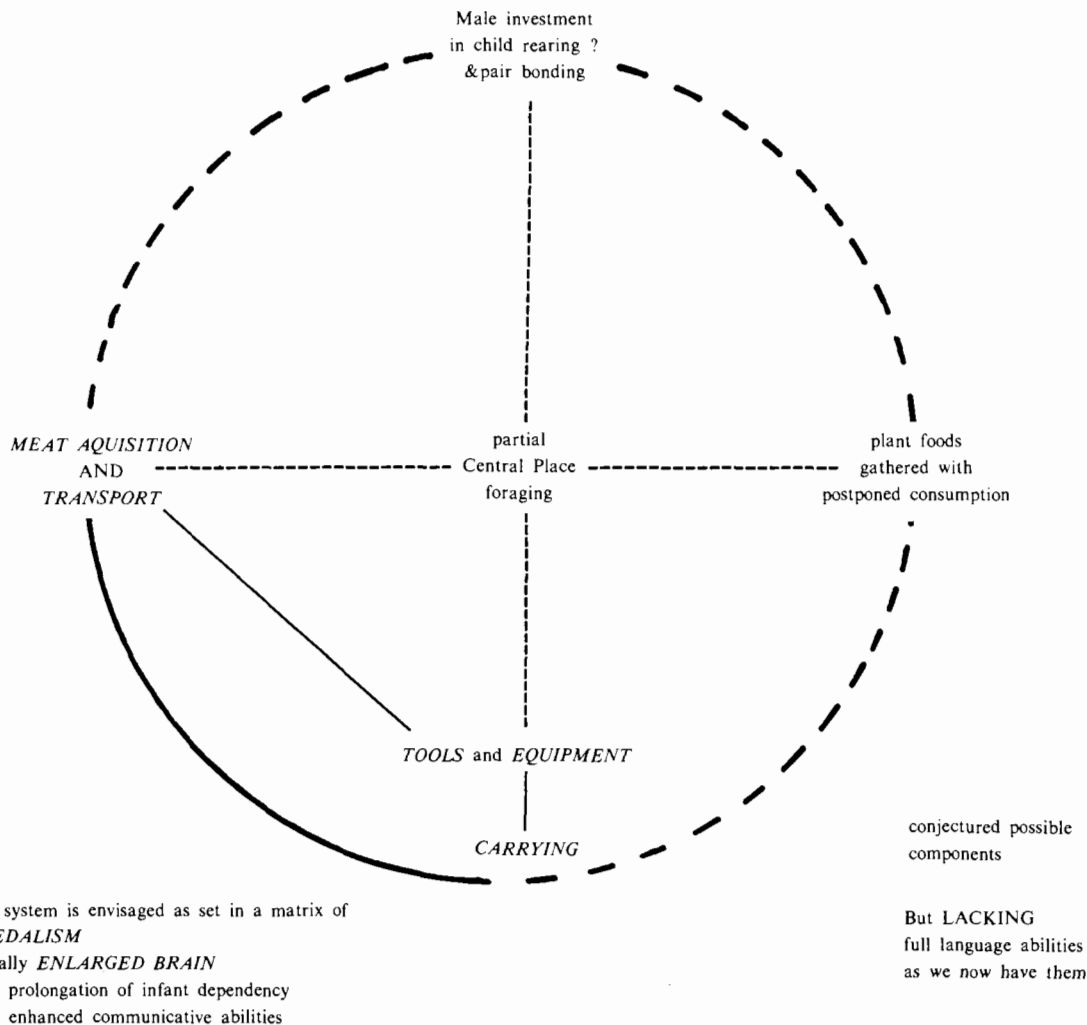 Male investment
in child rearing ?
&pair bonding
MEAT AQUISITION
AND
TRANSPORT
partial
Central Place
foraging
plant foods
gathered with
postponed consumption
TOOLS and EQUIPMENT
CARRYING
conjectured possible
components
system is envisaged as set in a matrix of
EDALISM
ally ENLARGED BRAIN
prolongation of infant dependency
enhanced communicative abilities
But LACKING
full language abilities
as we now have them